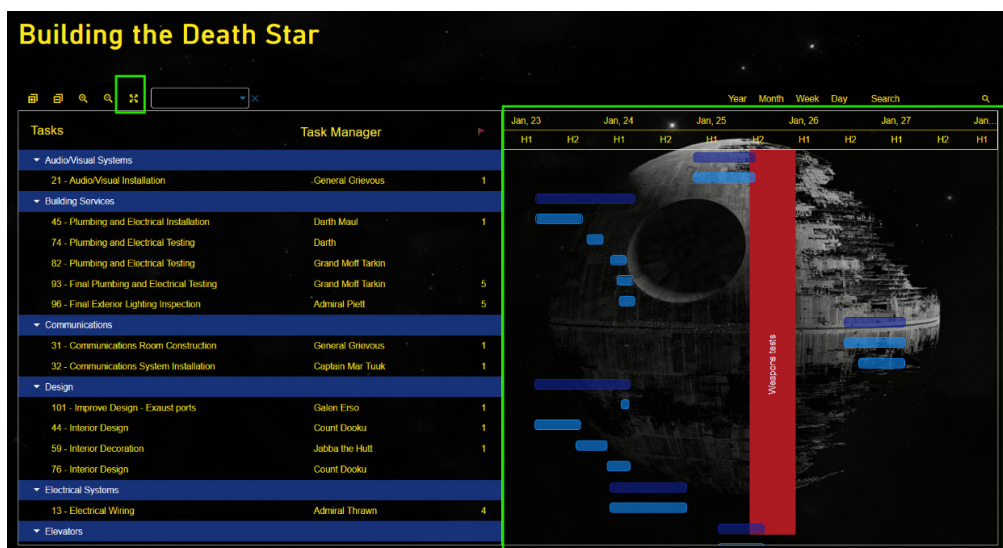 Building the Death Star
Year Month Week Day Search
Tasks Task Manager
Jan, 23 Jan, 24 Jan, 25 Jan, 26 Jan, 27 Jan...
H1 H2 H1 H2 H1 H2 H1 H2 H1 H2 H1
Audio/Visual Systems
21 - Audio/Visual Installation General Grievous 1
Building Services
45 - Plumbing and Electrical Installation Darth Maul 1
74 - Plumbing and Electrical Testing Darth
82 - Plumbing and Electrical Testing Grand Moff Tarkin
93 - Final Plumbing and Electrical Testing Grand Moff Tarkin 5
96 - Final Exterior Lighting Inspection Admiral Piett 5
Communications
31 - Communications Room Construction General Grievous 1
32 - Communications System Installation Captain Mar Tuuk 1
Weapons tests
Design
101 - Improve Design - Exaust ports Galen Erso 1
44 - Interior Design Count Dooku 1
59 - Interior Decoration Jabba the Hutt 1
76 - Interior Design Count Dooku
Electrical Systems
13 - Electrical Wiring Admiral Thrawn 4
Elevators